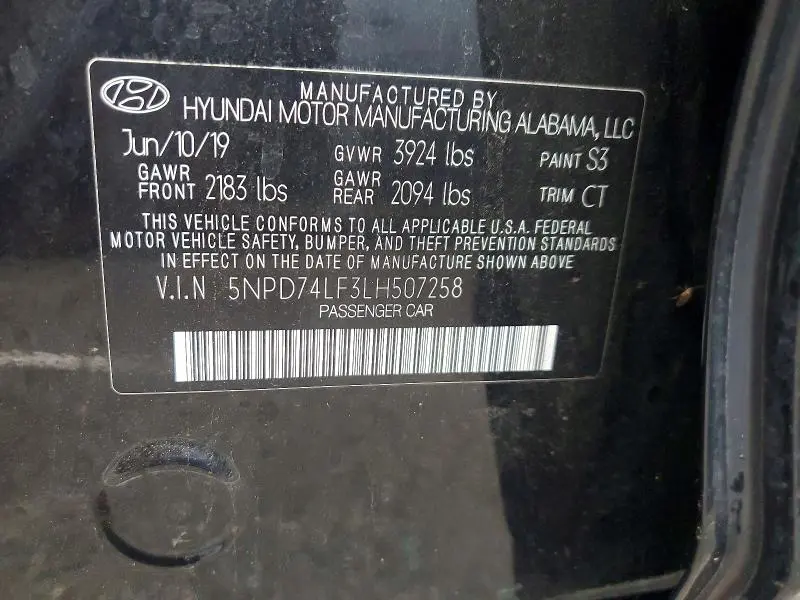 MANUFACTURED BY
HYUNDAI MOTOR MANUFACTURING ALABAMA, LLC
Jun/10/19 GVWR 3924 lbs PAINT S3
GAWR FRONT 2183 lbs GAWR REAR 2094 lbs TRIM CT
THIS VEHICLE CONFORMS TO ALL APPLICABLE U.S.A. FEDERAL
MOTOR VEHICLE SAFETY, BUMPER, AND THEFT PREVENTION STANDARDS
IN EFFECT ON THE DATE OF MANUFACTURE SHOWN ABOVE
V.I.N 5NPD74LF3LH507258
PASSENGER CAR